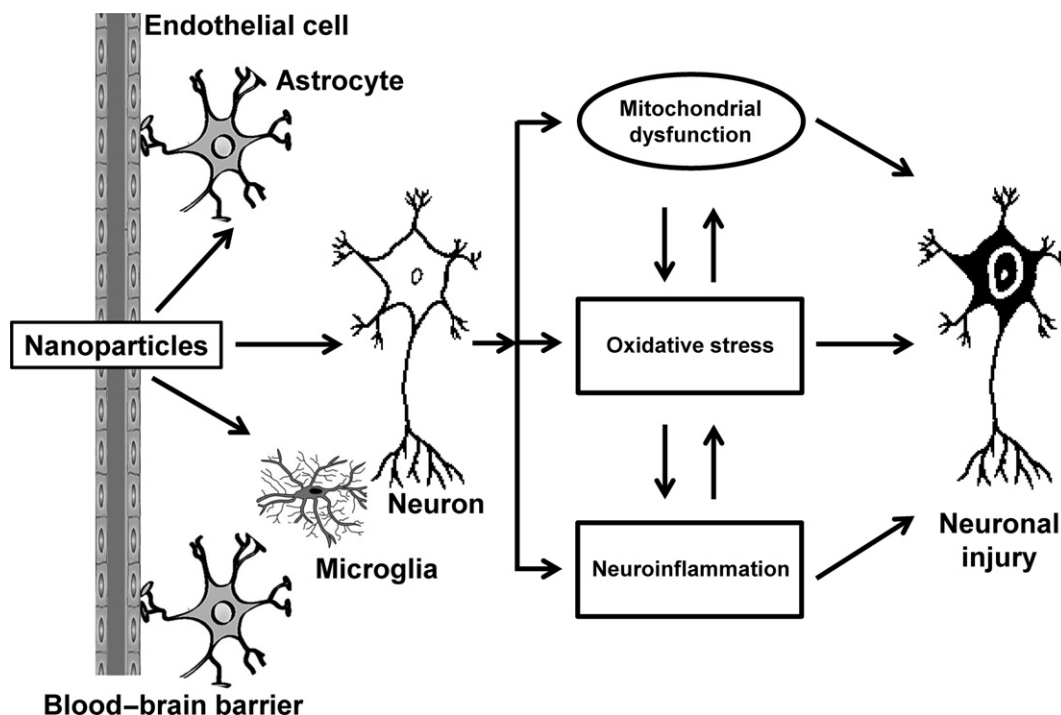 Endothelial cell
Astrocyte
Nanoparticles
Neuron
Microglia
Blood–brain barrier
Mitochondrial
dysfunction
Oxidative stress
Neuroinflammation
Neuronal
injury